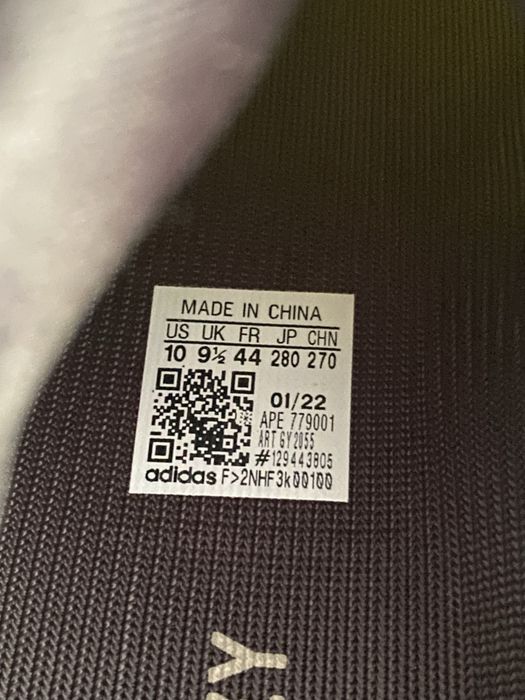 MADE IN CHINA
US UK FR JP CHN
10 9½ 44 280 270
01/22
APE 779001
ART GY2055
#129443805
adidas F>2NHF3k00100
ZY